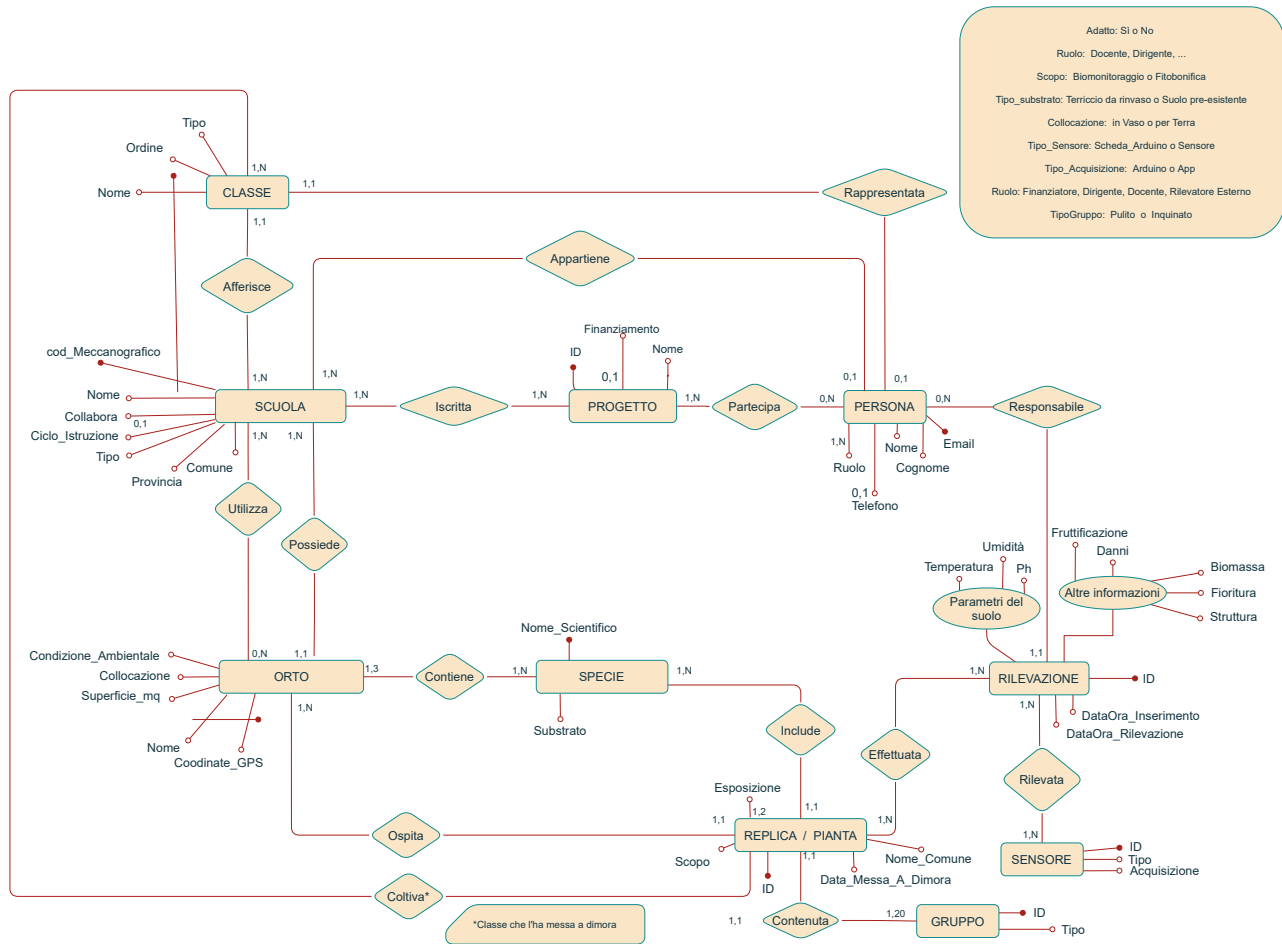 Adatto: Sì o No
Ruolo: Docente, Dirigente, ...
Scopo: Biomonitoraggio o Fitobonifica
Tipo_substrato: Terriccio da rinvaso o Suolo pre-esistente
Collocazione: in Vaso o per Terra
Tipo_Sensore: Scheda_Arduino o Sensore
Tipo_Acquisizione: Arduino o App
Ruolo: Finanziatore, Dirigente, Docente, Rilevatore Esterno
TipoGruppo: Pulito o Inquinato
Tipo
Ordine
1,N
Nome
CLASSE
1,1
Rappresentata
1,1
Appartiene
Afferisce
cod_Meccanografico
Finanziamento
ID
Nome
0,1
1,N
1,N
0,1
0,1
Nome
Collabora
0,1
Ciclo_Istruzione
Tipo
Provincia
Comune
SCUOLA
1,N
Iscritta
1,N
PROGETTO
1,N
Partecipa
0,N
PERSONA
0,N
Responsabile
1,N
1,N
1,N
Ruolo
Nome
Email
Cognome
0,1
Telefono
Utilizza
Possiede
Fruttificazione
Umidità
Danni
Temperatura
Ph
Biomassa
Parametri del
suolo
Altre informazioni
Fioritura
Struttura
Nome_Scientifico
Condizione_Ambientale
Collocazione
Superficie_mq
Nome
Coodinate_GPS
0,N
1,1
ORTO
1,3
Contiene
1,N
SPECIE
1,N
1,N
Substrato
1,N
1,1
RILEVAZIONE
ID
1,N
DataOra_Inserimento
DataOra_Rilevazione
Include
Effettuata
Rilevata
Esposizione
1,2
1,1
1,1
1,N
Ospita
REPLICA / PIANTA
1,1
Scopo
ID
Nome_Comune
Data_Messa_A_Dimora
1,N
SENSORE
ID
Tipo
Acquisizione
Coltiva*
*Classe che l'ha messa a dimora
1,1
Contenuta
1,20
GRUPPO
ID
Tipo